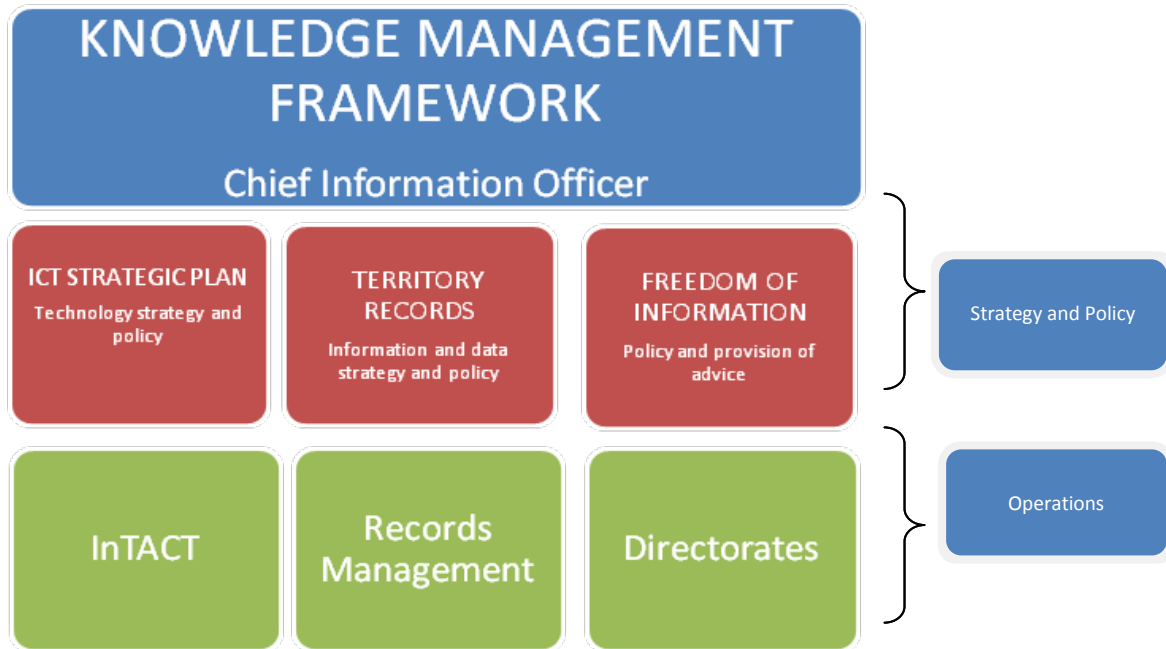 KNOWLEDGE MANAGEMENT
FRAMEWORK
Chief Information Officer
ICT STRATEGIC PLAN
Technology strategy and
policy
TERRITORY
RECORDS
Information and data
strategy and policy
FREEDOM OF
INFORMATION
Policy and provision of
advice
Strategy and Policy
InTACT
Records
Management
Directorates
Operations